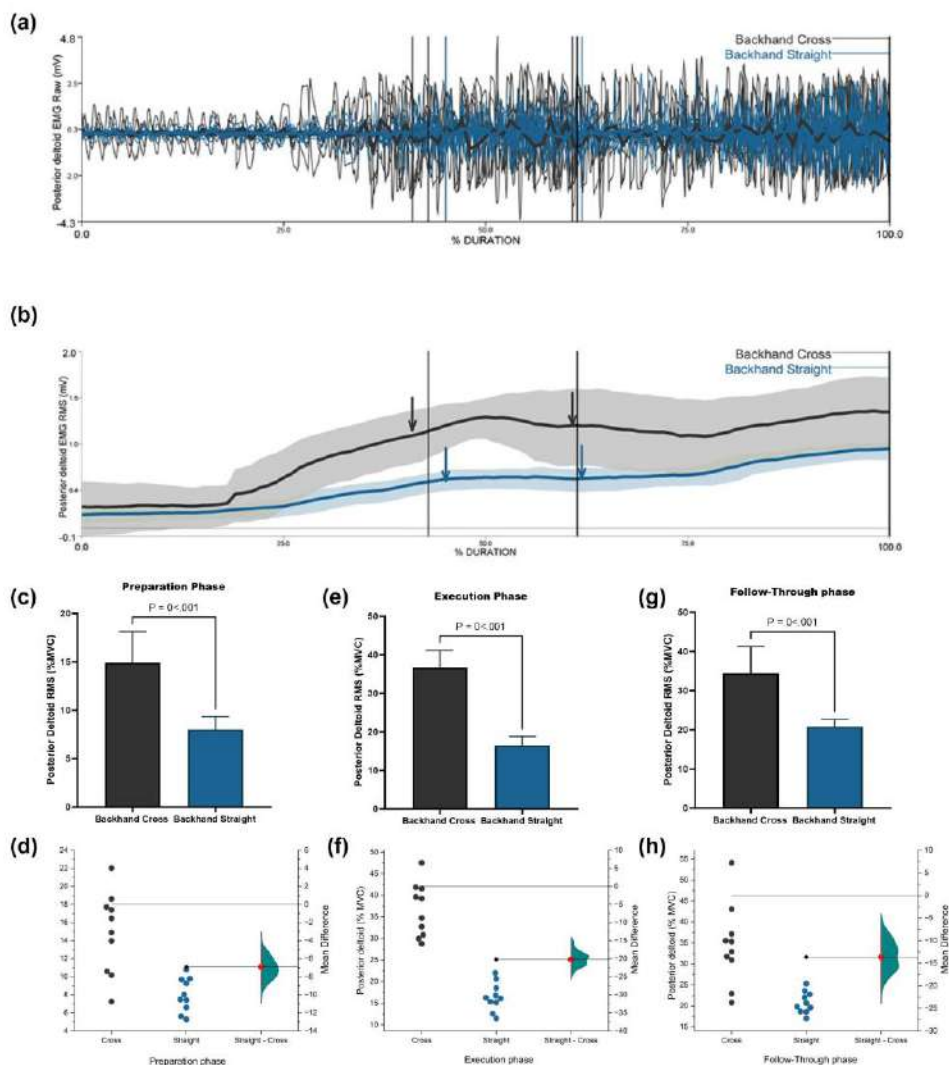 (a)
4.8
Backhand Cross
Backhand Straight
2.5
0.3
2.0
-4.3
Posterior deltoid EMG Raw (mV)
0.0
25.0
50.0
75.0
100.0
% DURATION
(b)
2.0
Backhand Cross
Backhand Straight
1.5
1.0
-0.1
Posterior deltoid EMG RMS (mV)
0.0
25.0
50.0
75.0
100.0
% DURATION
(c)
Preparation Phase
P = 0<.001
20
15
10
5
0
Posterior Deltoid RMS (%MVC)
Backhand Cross Backhand Straight
(e)
Execution Phase
P = 0<.001
50
40
30
20
10
0
Posterior Deltoid RMS (%MVC)
Backhand Cross Backhand Straight
(g)
Follow-Through phase
P = 0<.001
50
40
30
20
10
0
Posterior Deltoid RMS (%MVC)
Backhand Cross Backhand Straight
(d)
24
22
20
18
16
14
12
10
8
6
4
Posterior deltoid (% MVC)
6
4
2
0
-2
-4
-6
-8
-10
-12
-14
Mean Difference
Cross Straight Straight - Cross
Preparation phase
(f)
50
45
40
35
30
25
20
15
10
Posterior deltoid (% MVC)
10
5
0
-5
-10
-15
-20
-25
-30
-35
-40
Mean Difference
Cross Straight Straight - Cross
Execution phase
(h)
55
50
45
40
35
30
25
20
15
Posterior deltoid (% MVC)
10
5
0
-5
-10
-15
-20
-25
-30
Mean Difference
Cross Straight Straight - Cross
Follow-Through phase